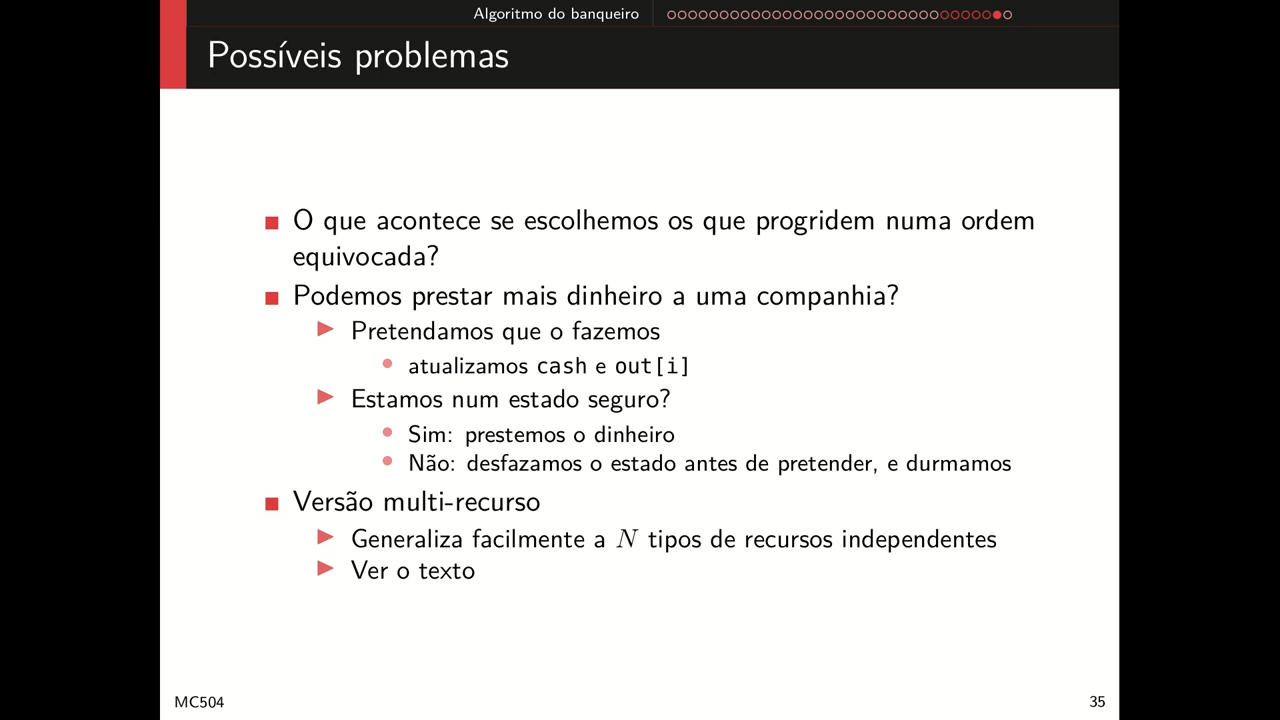 Algoritmo do banqueiro
Possíveis problemas
O que acontece se escolhemos os que progridem numa ordem
equivocada?
Podemos prestar mais dinheiro a uma companhia?
Pretendamos que o fazemos
atualizamos cash e out[i]
Estamos num estado seguro?
Sim: prestemos o dinheiro
Não: desfazamos o estado antes de pretender, e durmamos
Versão multi-recurso
Generaliza facilmente a N tipos de recursos independentes
Ver o texto
MC504
35